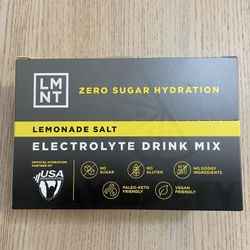 LM
NT
ZERO SUGAR HYDRATION
LEMONADE SALT
ELECTROLYTE DRINK MIX
OFFICIAL HYDRATION
PARTNER OF
USA
NO
SUGAR
NO
GLUTEN
NO DODGY
INGREDIENTS
PALEO-KETO
FRIENDLY
VEGAN
FRIENDLY